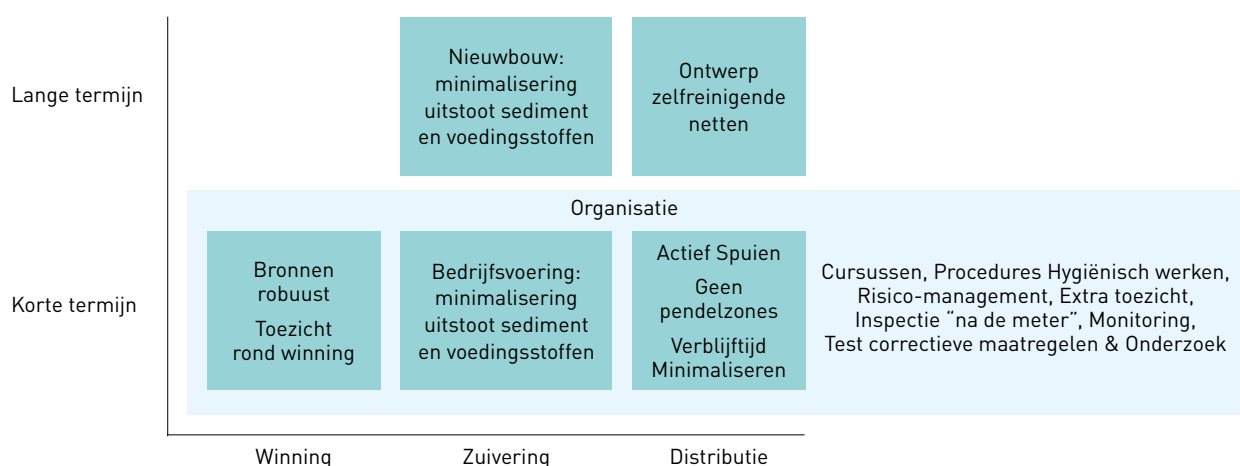 Lange termijn
Nieuwbouw:
minimalisering
uitstoot sediment
en voedingsstoffen
Ontwerp
zelfreinigende
netten
Organisatie
Korte termijn
Bronnen
robuust
Toezicht
rond winning
Bedrijfsvoering:
minimalisering
uitstoot sediment
en voedingsstoffen
Actief Spuien
Geen
pendelzones
Verblijftijd
Minimaliseren
Cursussen, Procedures Hygiënisch werken,
Risico-management, Extra toezicht,
Inspectie “na de meter”, Monitoring,
Test correctieve maatregelen & Onderzoek
Winning
Zuivering
Distributie